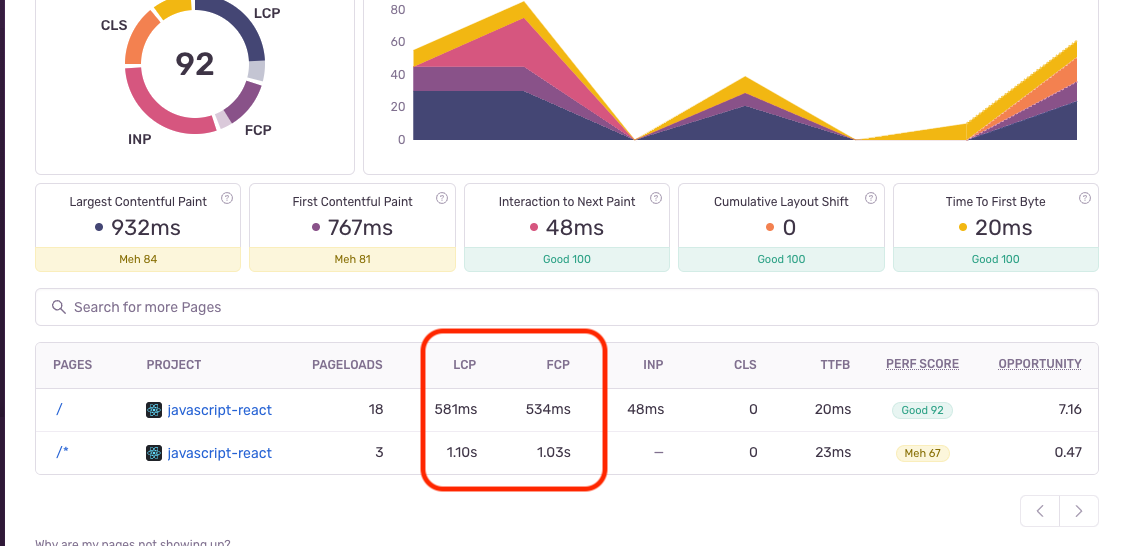 LCP
CLS
92
INP
FCP
80
60
40
20
0
Largest Contentful Paint ?
932ms
Meh 84
First Contentful Paint ?
767ms
Meh 81
Interaction to Next Paint ?
48ms
Good 100
Cumulative Layout Shift ?
0
Good 100
Time To First Byte ?
20ms
Good 100
Search for more Pages
PAGES PROJECT PAGELOADS LCP FCP INP CLS TTFB PERF SCORE OPPORTUNITY
/ javascript-react 18 581ms 534ms 48ms 0 20ms Good 92 7.16
/* javascript-react 3 1.10s 1.03s — 0 23ms Meh 67 0.47
Why are my pages not showing up?